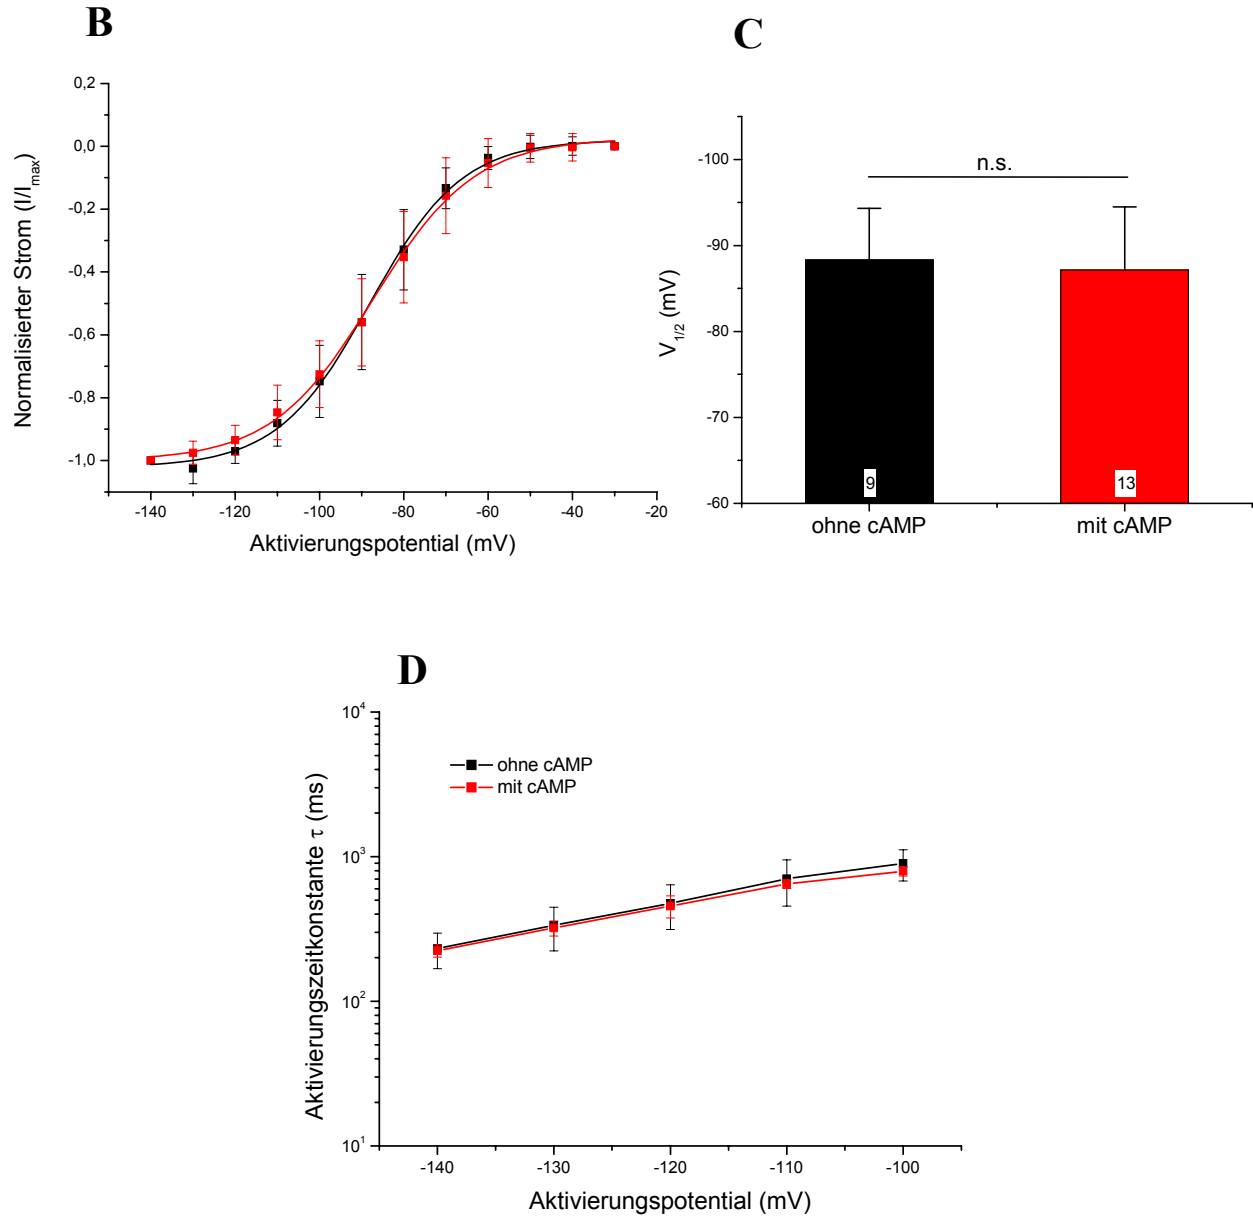 B
0,2
0,0
-0,2
-0,4
-0,6
-0,8
-1,0
Normalisierter Strom (I/Imax)
-140 -120 -100 -80 -60 -40 -20
Aktivierungspotential (mV)
C
-100
-90
-80
-70
-60
V1/2 (mV)
n.s.
9 13
ohne cAMP mit cAMP
D
10^4
10^3
10^2
10^1
Aktivierungszeitkonstante τ (ms)
ohne cAMP
mit cAMP
-140 -130 -120 -110 -100
Aktivierungspotential (mV)